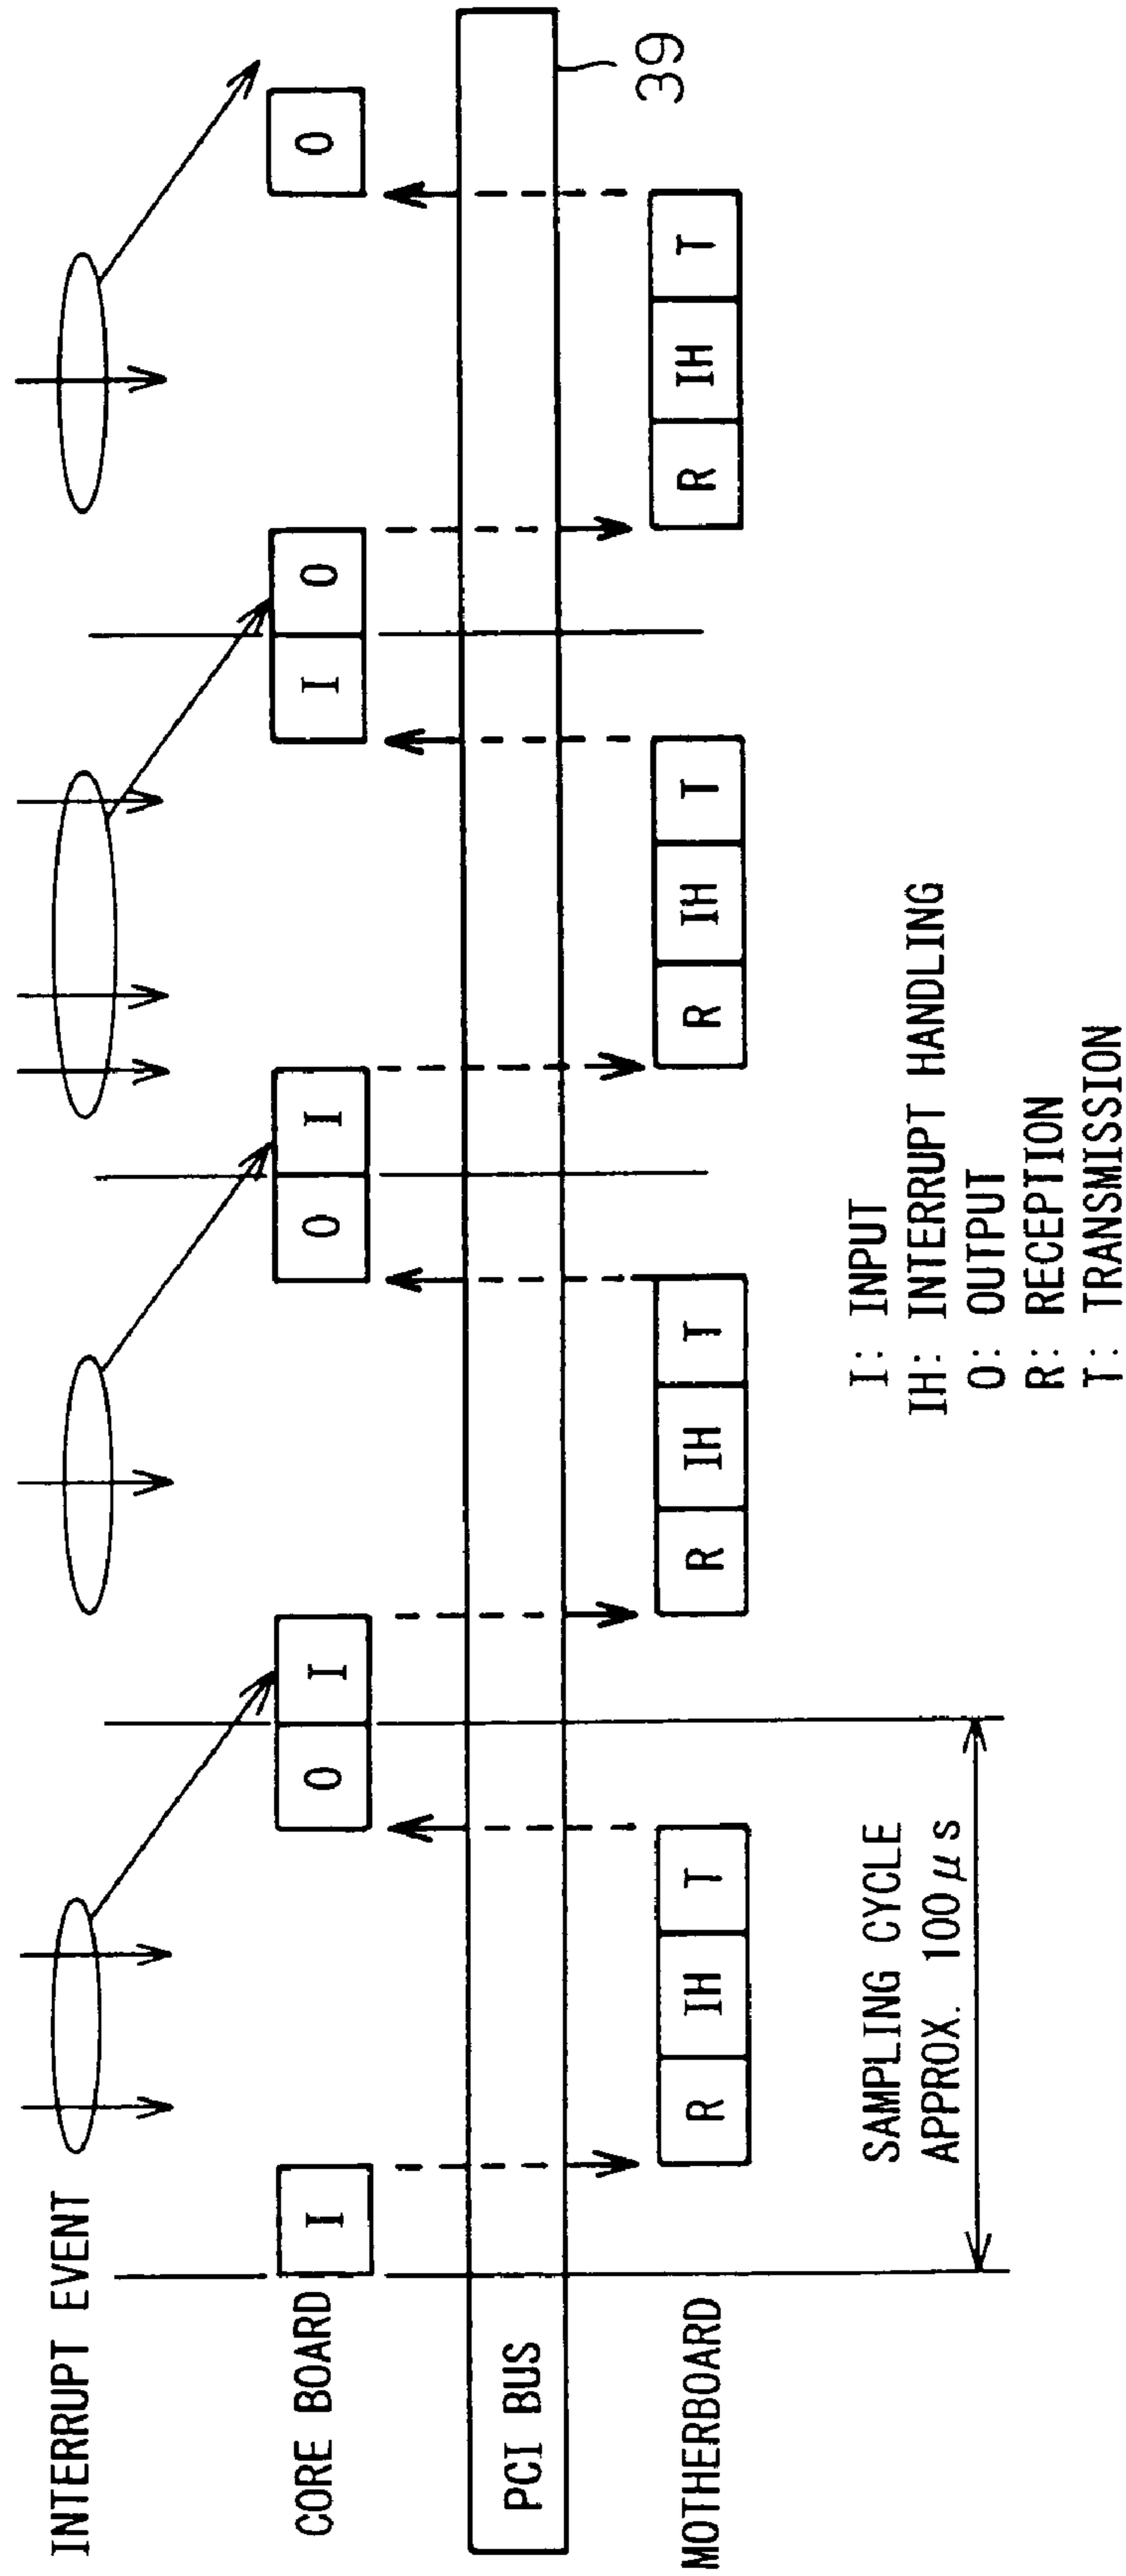 INTERRUPT EVENT
CORE BOARD I O I O I I O O
PCI BUS
39
MOTHERBOARD R IH T R IH T R IH T R IH T
SAMPLING CYCLE
APPROX. 100μs
I: INPUT
IH: INTERRUPT HANDLING
O: OUTPUT
R: RECEPTION
T: TRANSMISSION